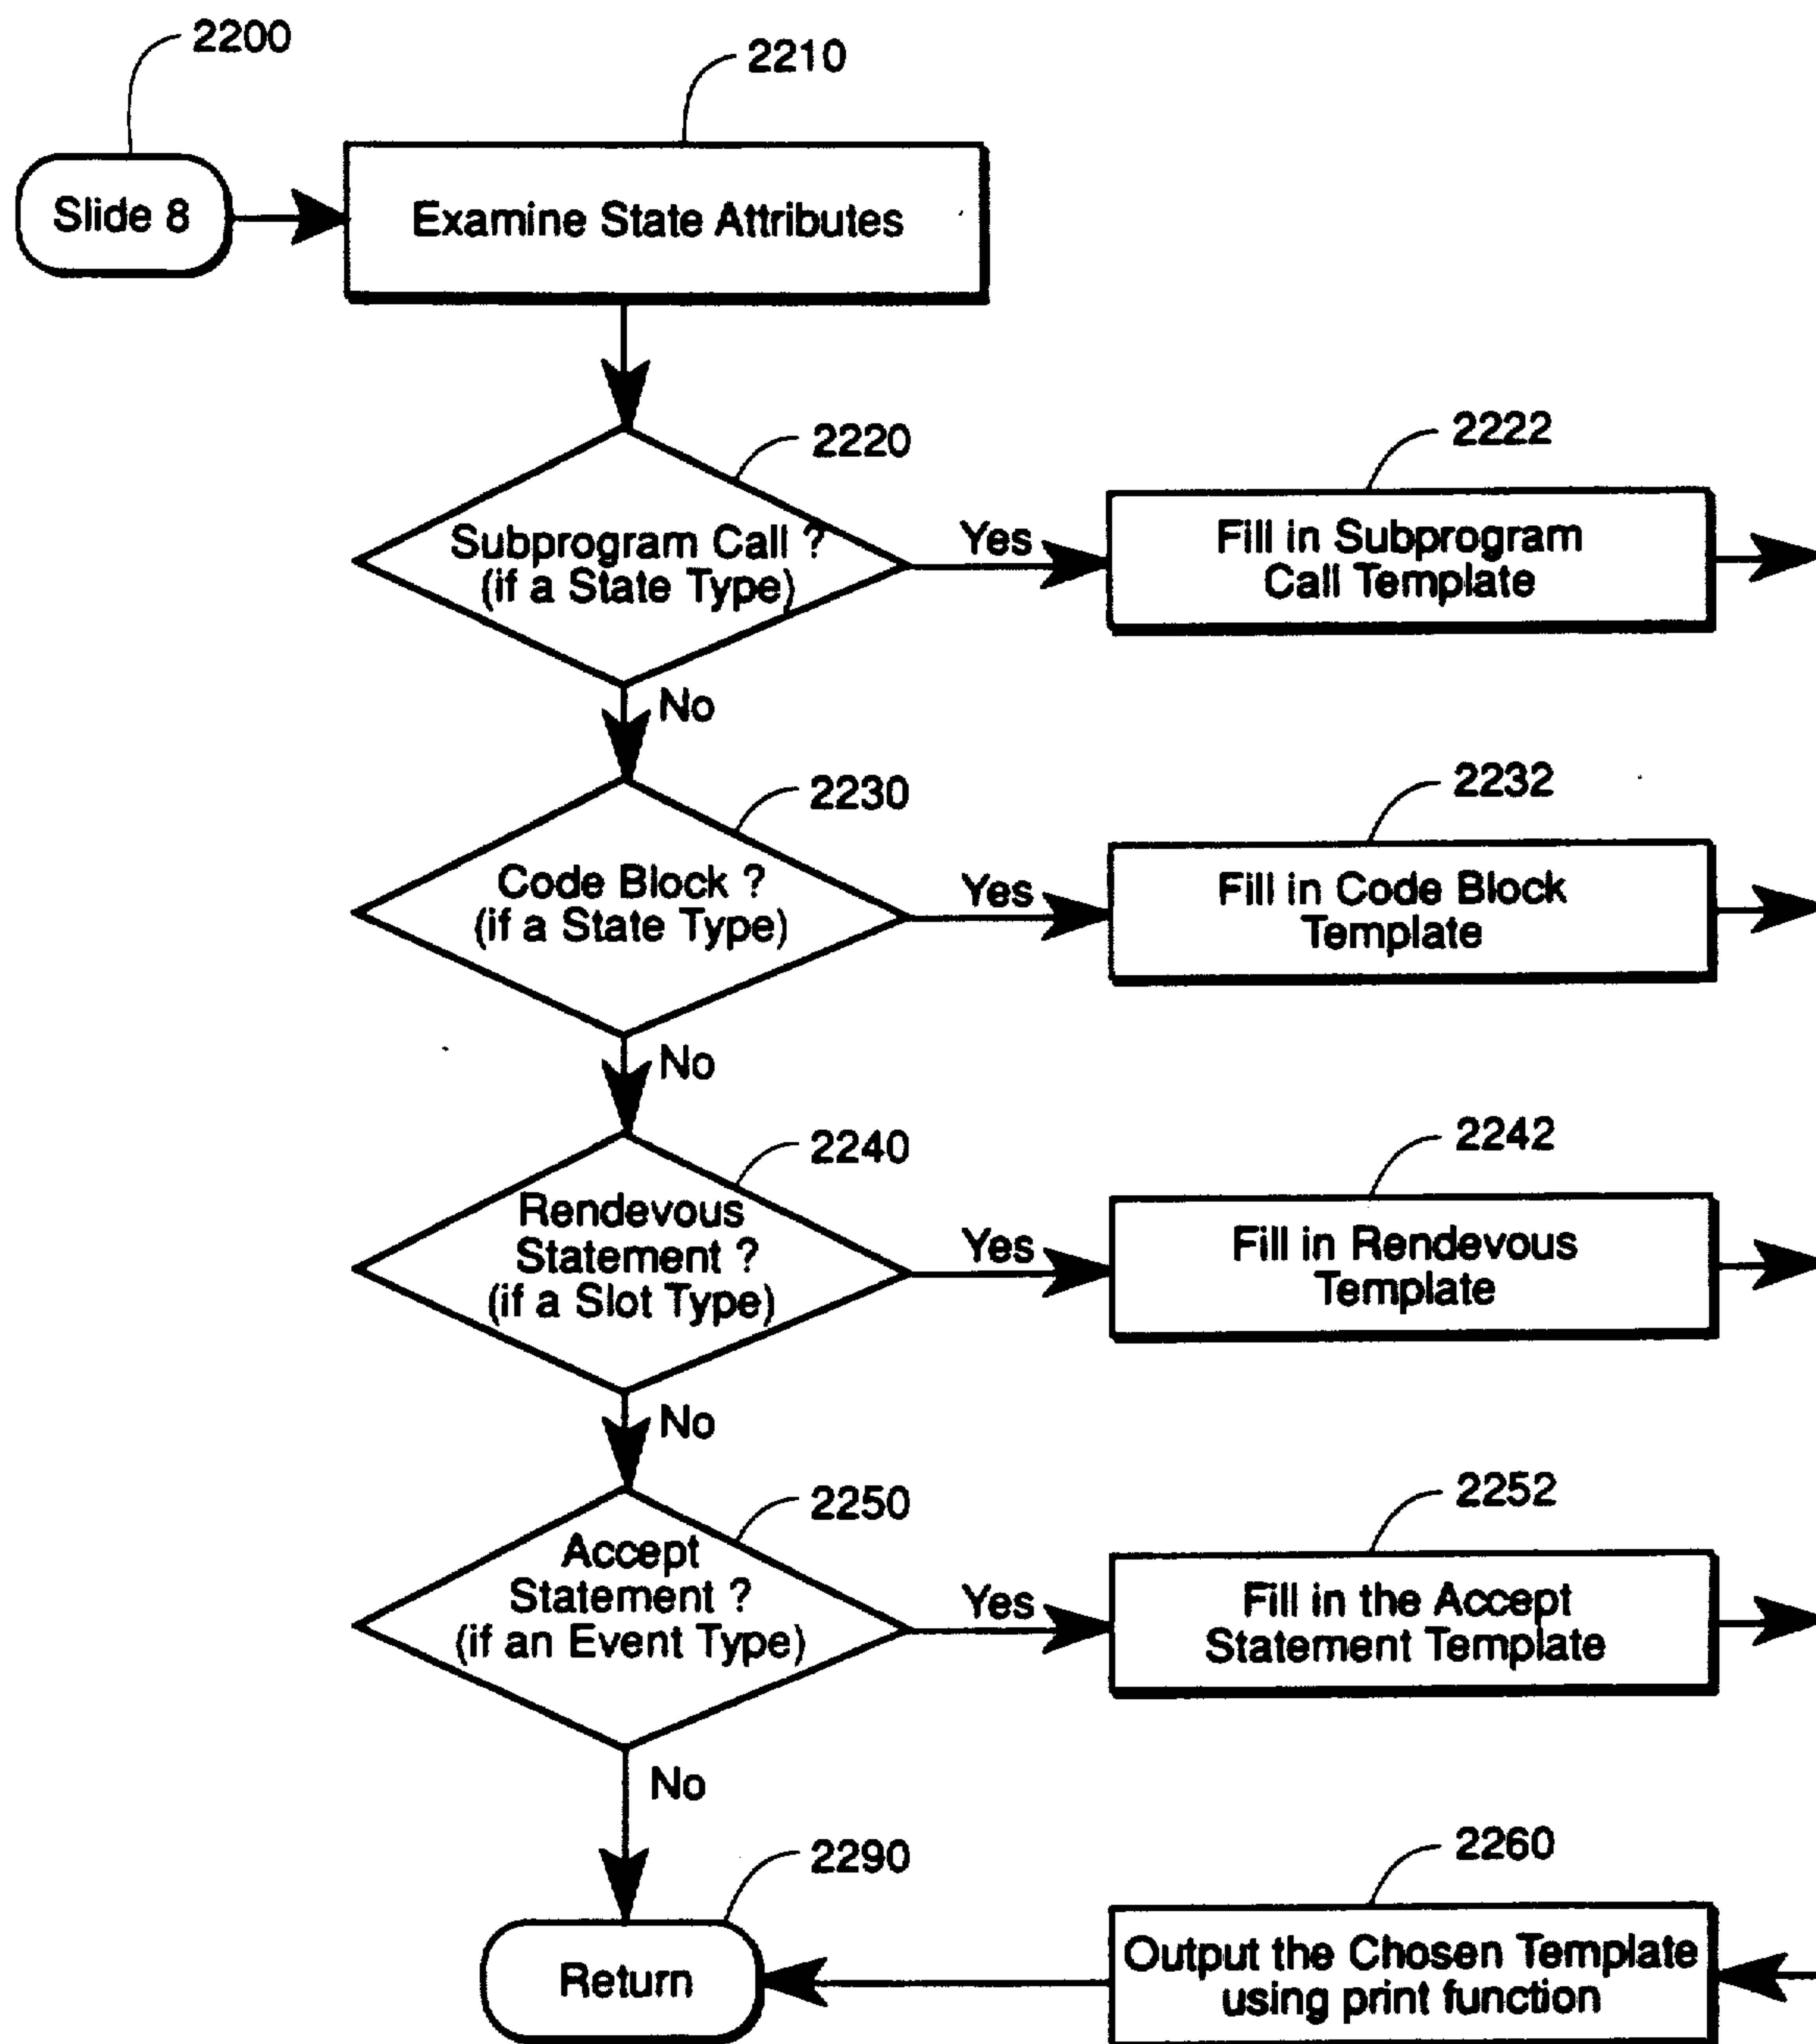 2200
2210
Slide 8
Examine State Attributes
2220
2222
Subprogram Call ?
(if a State Type)
Yes
Fill in Subprogram
Call Template
No
2230
2232
Code Block ?
(if a State Type)
Yes
Fill in Code Block
Template
No
2240
2242
Rendevous
Statement ?
(if a Slot Type)
Yes
Fill in Rendevous
Template
No
2250
2252
Accept
Statement ?
(if an Event Type)
Yes
Fill in the Accept
Statement Template
No
2290
2260
Return
Output the Chosen Template
using print function